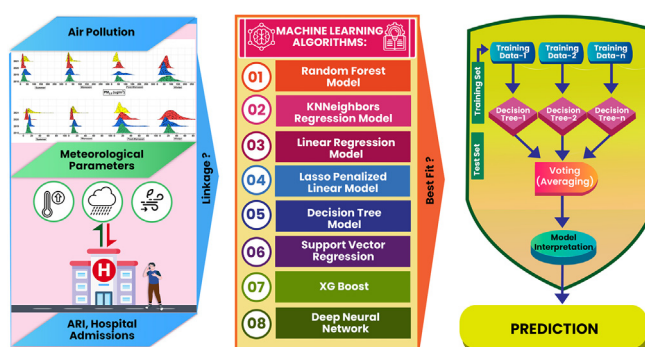 Air Pollution
Meteorological
Parameters
H
ARI, Hospital
Admissions
Linkage ?
MACHINE LEARNING
ALGORITHMS:
01
Random Forest
Model
02
KNNeighbors
Regression Model
03
Linear Regression
Model
04
Lasso Penalized
Linear Model
05
Decision Tree
Model
06
Support Vector
Regression
07
XG Boost
08
Deep Neural
Network
Best Fit ?
Training Set
Test Set
Training
Data-1
Training
Data-2
Training
Data-n
Decision
Tree-1
Decision
Tree-2
Decision
Tree-n
Voting
(Averaging)
Model
Interpretation
PREDICTION